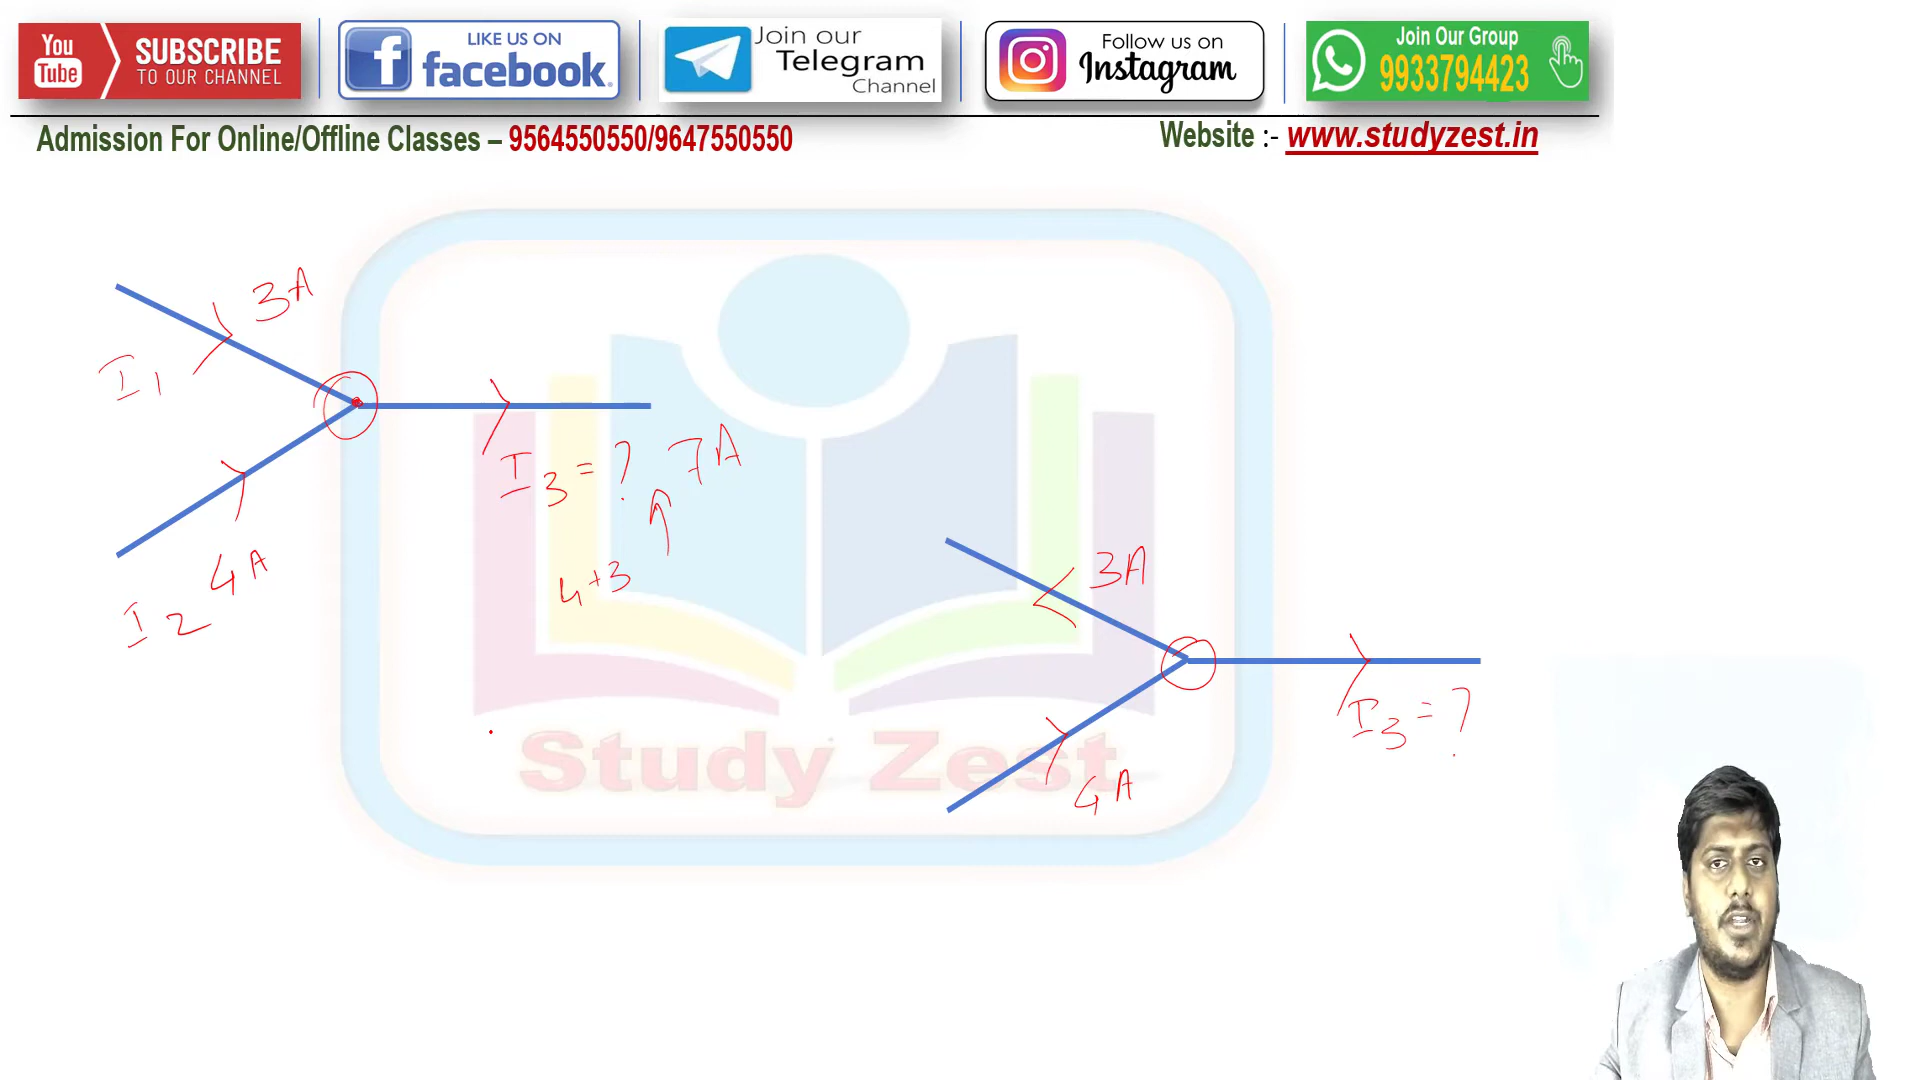 You Tube SUBSCRIBE TO OUR CHANNEL
LIKE US ON facebook.
Join our Telegram Channel
Follow us on Instagram
Join Our Group 9933794423
Admission For Online/Offline Classes – 9564550550/9647550550
Website :- www.studyzest.in
3A
I1
I3 = ? 7A
4+3
4A
I2
3A
I3 = ?
4A
Study Zest